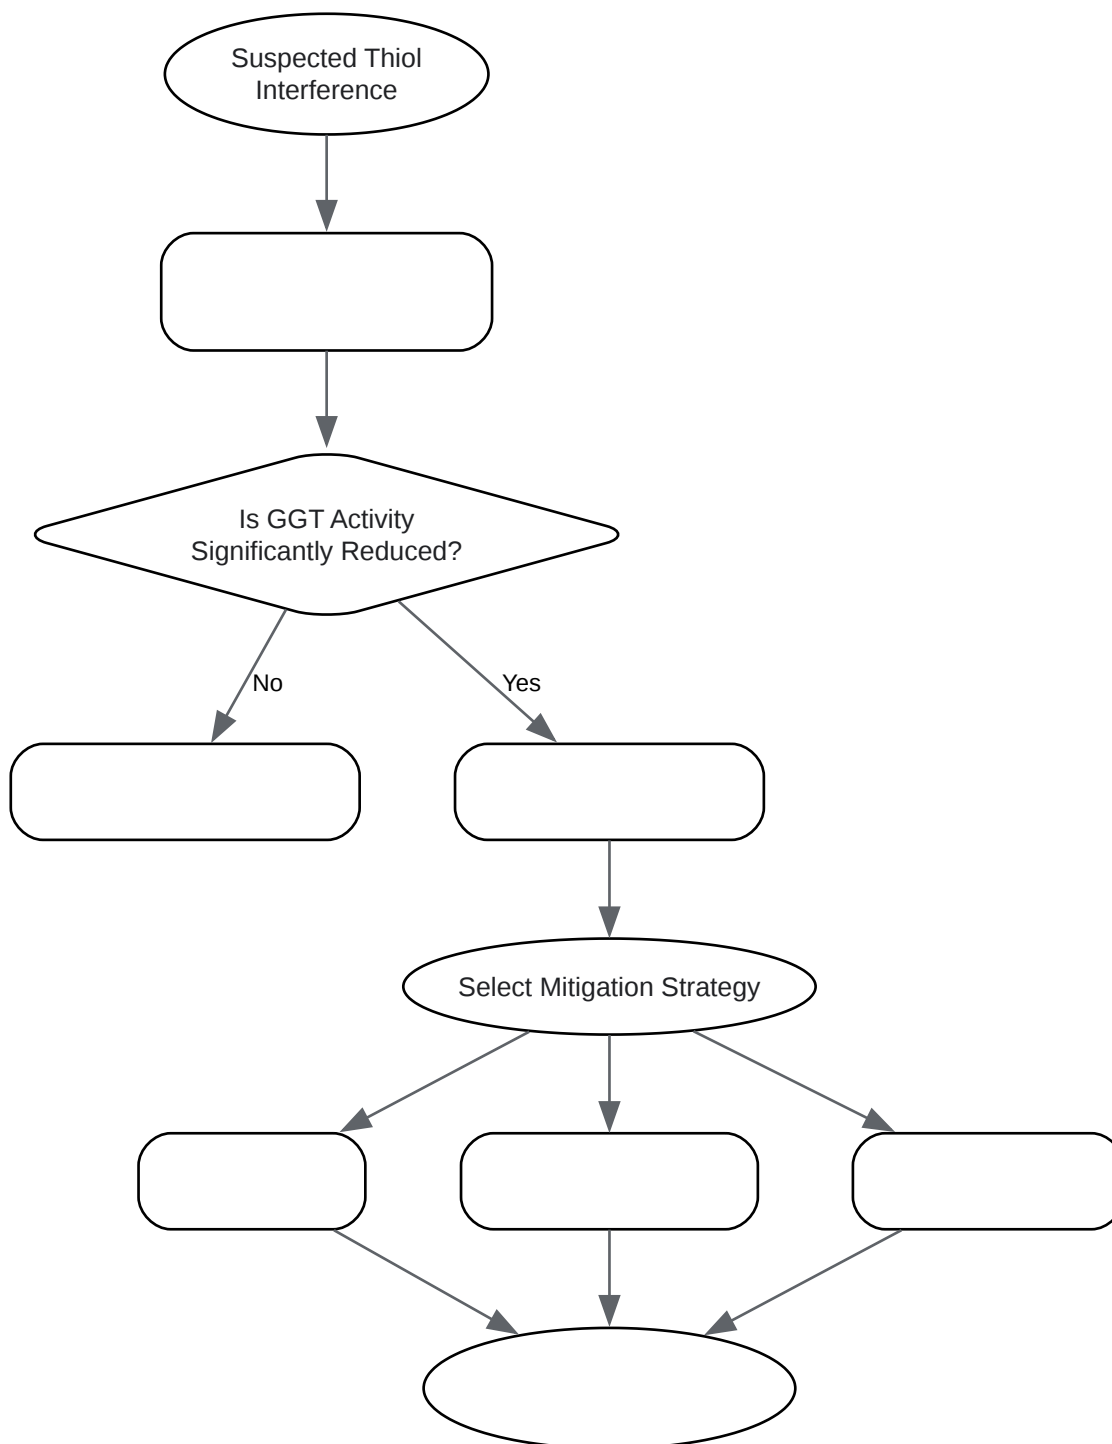 Suspected Thiol
Interference
Is GGT Activity
Significantly Reduced?
No
Yes
Select Mitigation Strategy